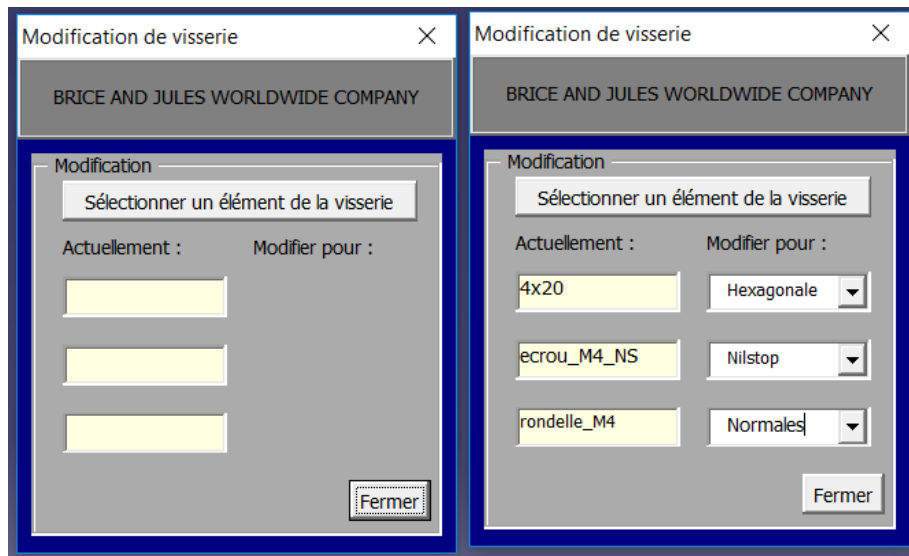 Modification de visserie
BRICE AND JULES WORLDWIDE COMPANY
Modification
Sélectionner un élément de la visserie
Actuellement :
Modifier pour :
Fermer
Modification de visserie
BRICE AND JULES WORLDWIDE COMPANY
Modification
Sélectionner un élément de la visserie
Actuellement :
Modifier pour :
4x20
Hexagonale
ecrou_M4_NS
Nilstop
rondelle_M4
Normales
Fermer